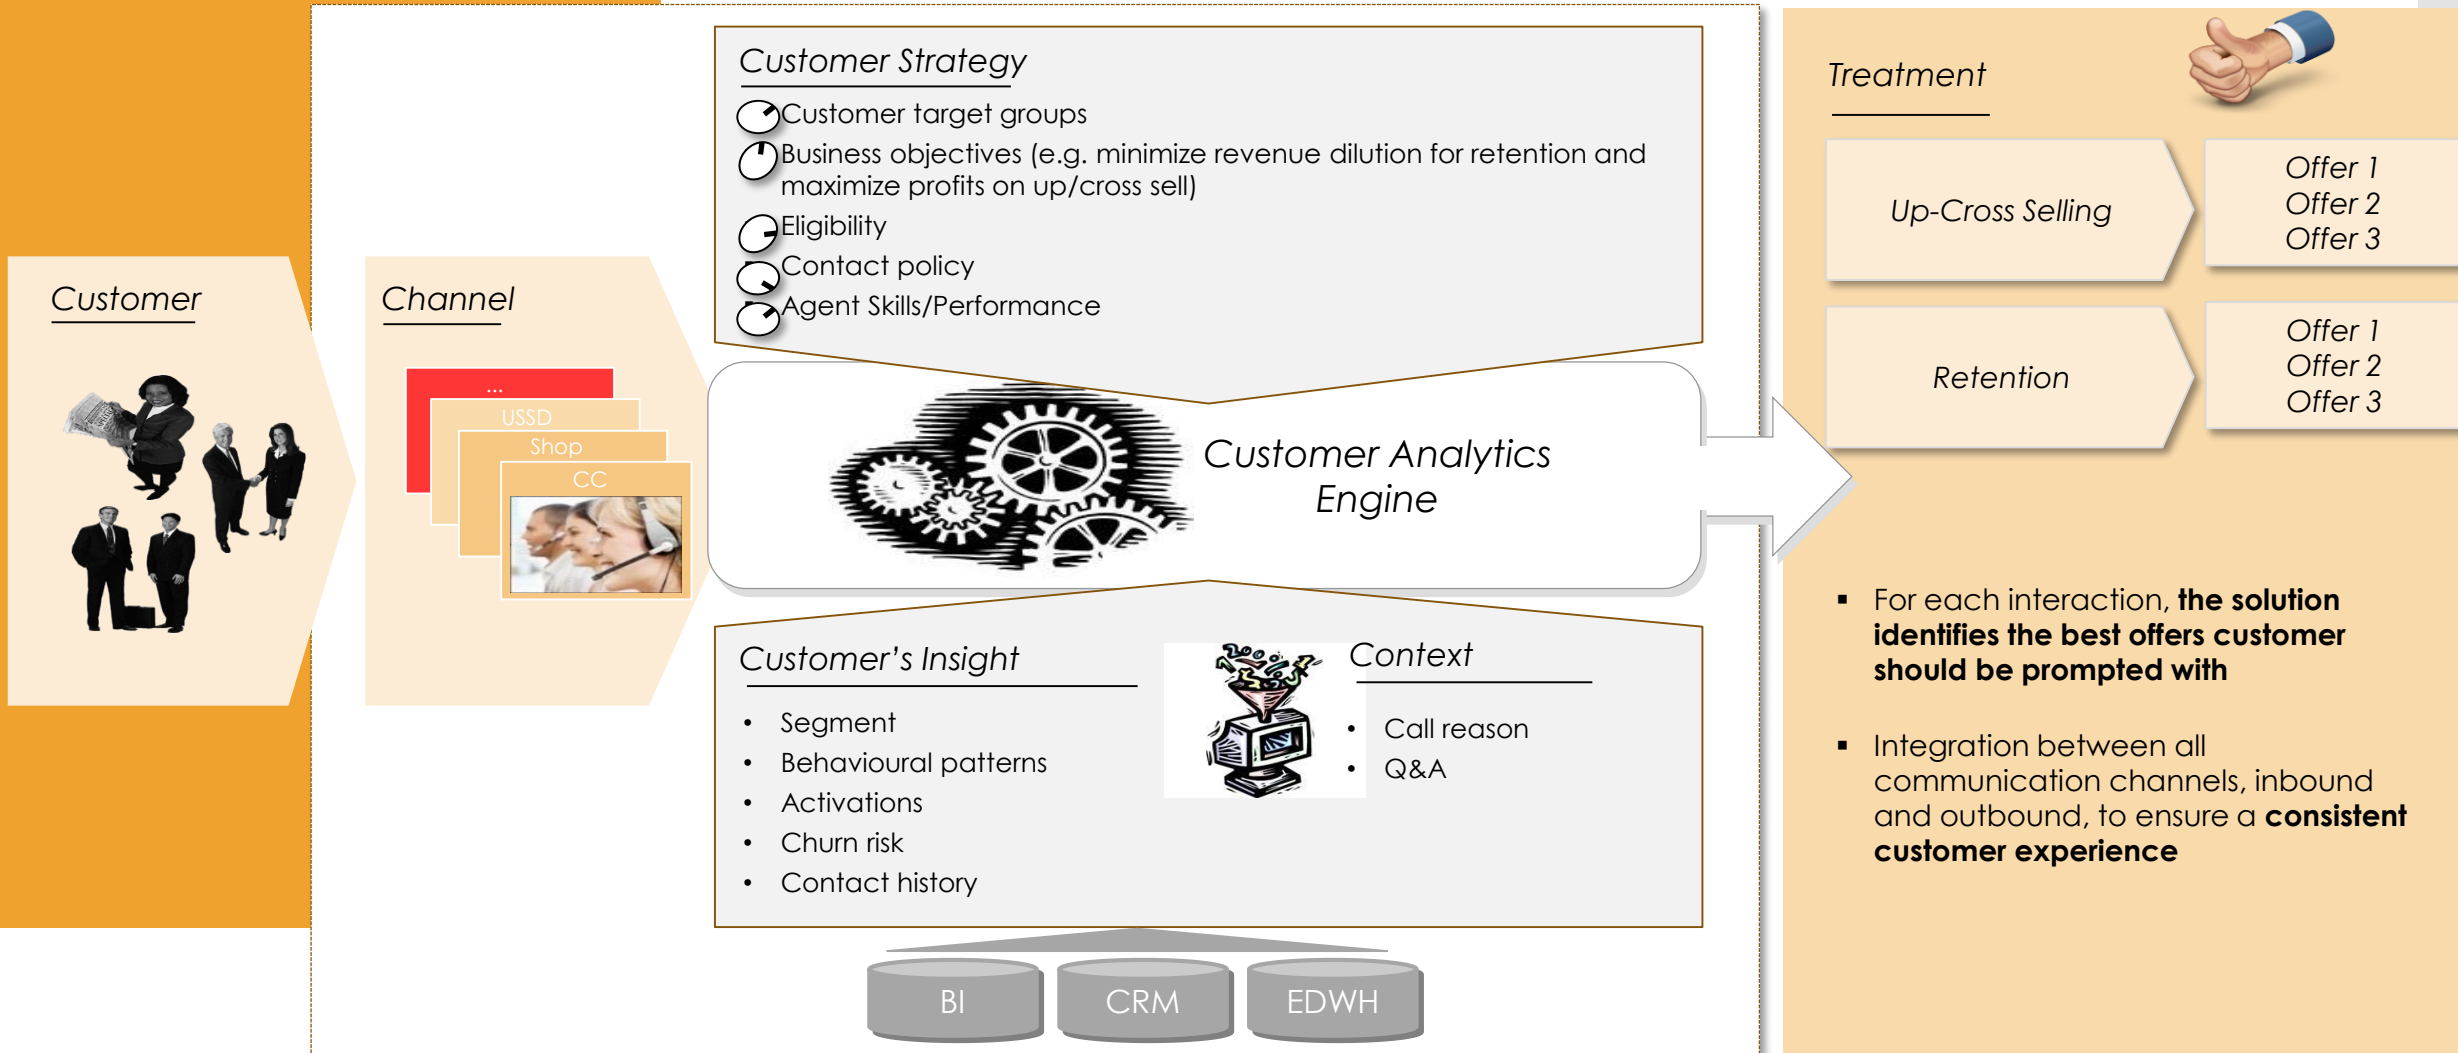 Customer
Channel
...
USSD
Shop
CC
Customer Strategy
Customer target groups
Business objectives (e.g. minimize revenue dilution for retention and
maximize profits on up/cross sell)
Eligibility
Contact policy
Agent Skills/Performance
Customer Analytics
Engine
Customer's Insight
• Segment
• Behavioural patterns
• Activations
• Churn risk
• Contact history
Context
• Call reason
• Q&A
BI
CRM
EDWH
Treatment
Up-Cross Selling
Offer 1
Offer 2
Offer 3
Retention
Offer 1
Offer 2
Offer 3
▪ For each interaction, the solution
identifies the best offers customer
should be prompted with
▪ Integration between all
communication channels, inbound
and outbound, to ensure a consistent
customer experience